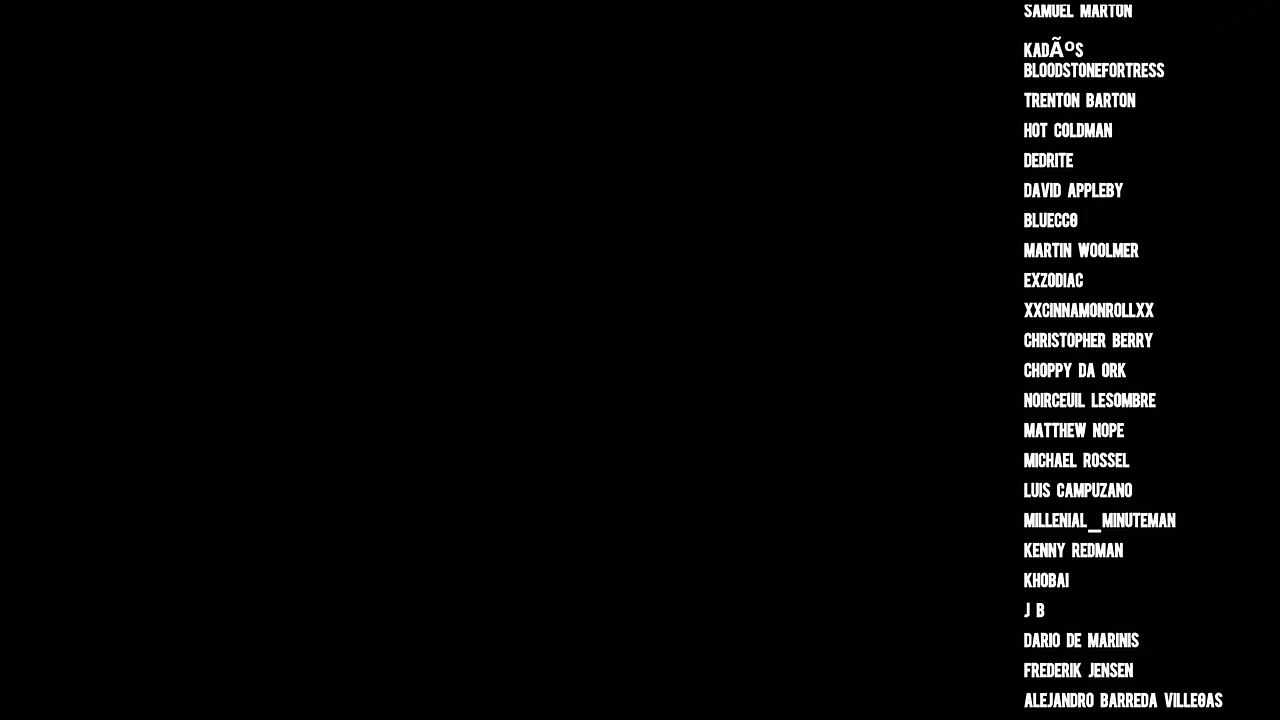 SAMUEL MARTON
KADÃºS
BLOODSTONEFORTRESS
TRENTON BARTON
HOT COLDMAN
DEDRITE
DAVID APPLEBY
BLUECCO
MARTIN WOOLMER
EXZODIAC
XXCINNAMONROLLXX
CHRISTOPHER BERRY
CHOPPY DA ORK
NOIRCEUIL LESOMBRE
MATTHEW NOPE
MICHAEL ROSSEL
LUIS CAMPUZANO
MILLENIAL_MINUTEMAN
KENNY REDMAN
KHOBAI
J B
DARIO DE MARINIS
FREDERIK JENSEN
ALEJANDRO BARREDA VILLEGAS